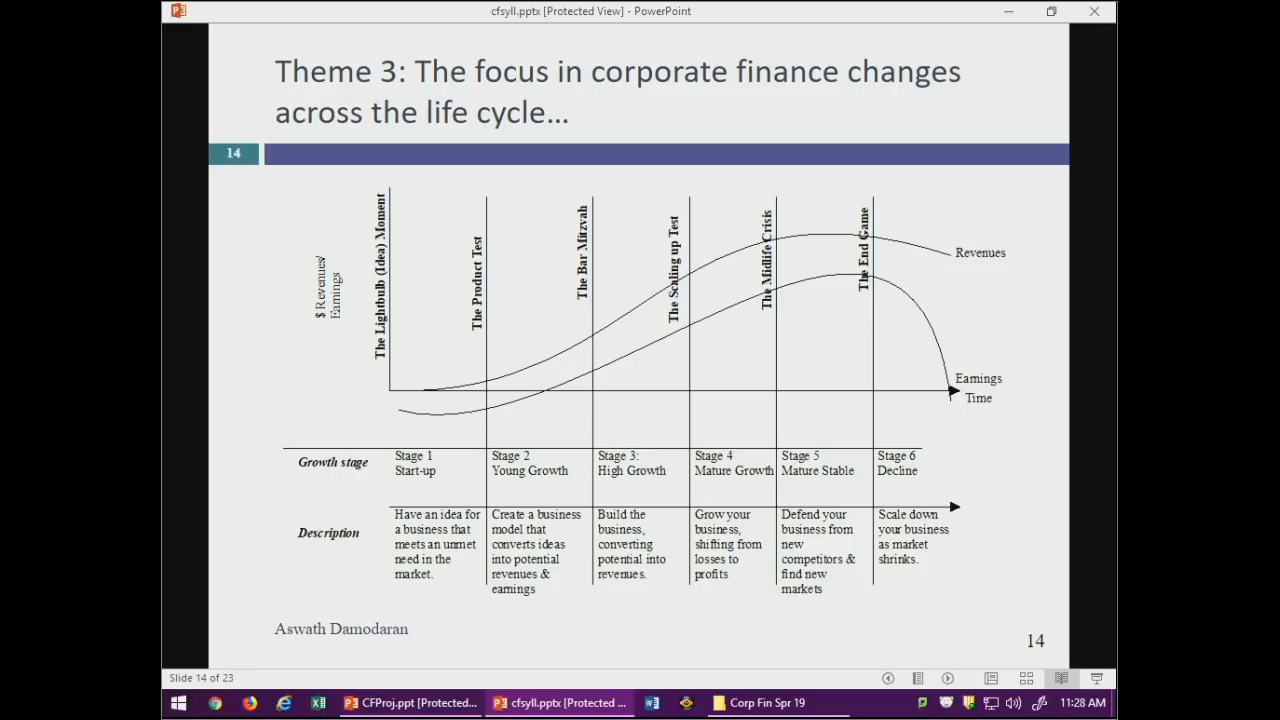 cfsyll.pptx [Protected View] - PowerPoint
Theme 3: The focus in corporate finance changes
across the life cycle…
14
$ Revenues/
Earnings
The Lightbulb (Idea) Moment
The Product Test
The Bar Mitzvah
The Scaling up Test
The Midlife Crisis
The End Game
Revenues
Earnings
Time
Growth stage
Stage 1
Start-up
Stage 2
Young Growth
Stage 3:
High Growth
Stage 4
Mature Growth
Stage 5
Mature Stable
Stage 6
Decline
Description
Have an idea for
a business that
meets an unmet
need in the
market.
Create a business
model that
converts ideas
into potential
revenues &
earnings
Build the
business,
converting
potential into
revenues.
Grow your
business,
shifting from
losses to
profits
Defend your
business from
new
competitors &
find new
markets
Scale down
your business
as market
shrinks.
Aswath Damodaran
14
Slide 14 of 23
CFProj.ppt [Protected...
cfsyll.pptx [Protected ...
Corp Fin Spr 19
11:28 AM